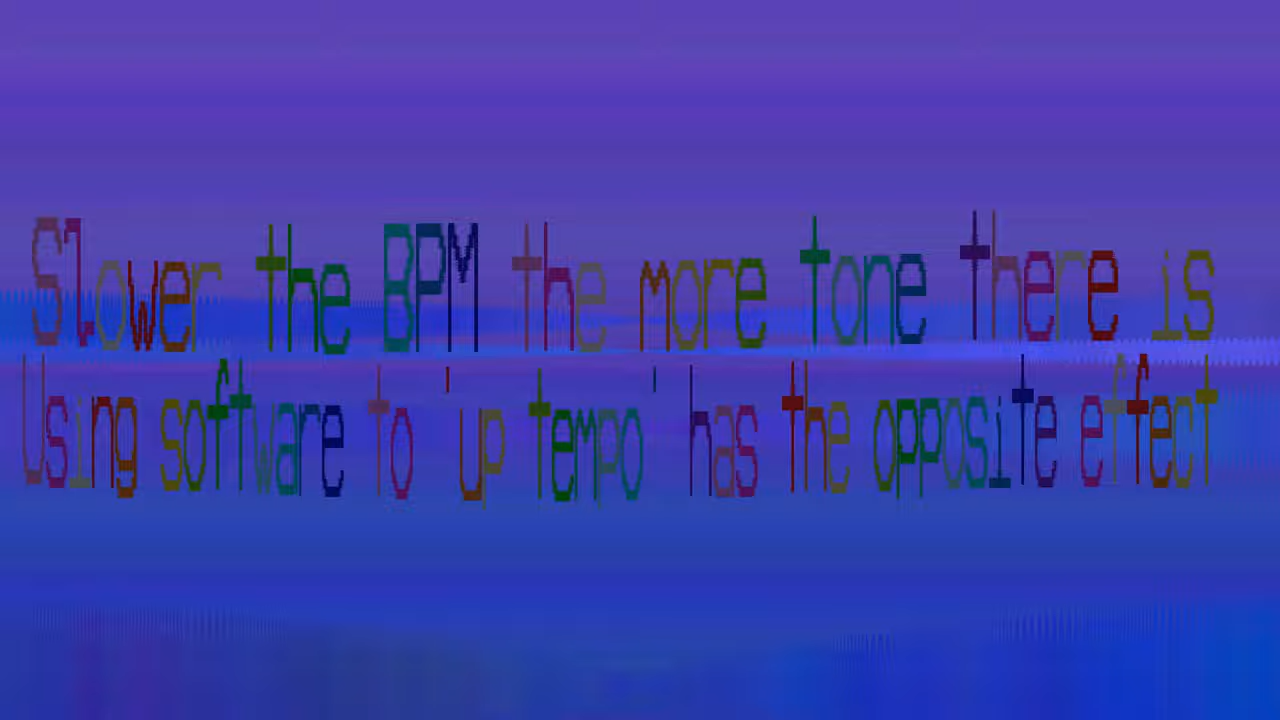 Slower the BPM the more tone there is
Using software to 'up tempo' has the opposite effect